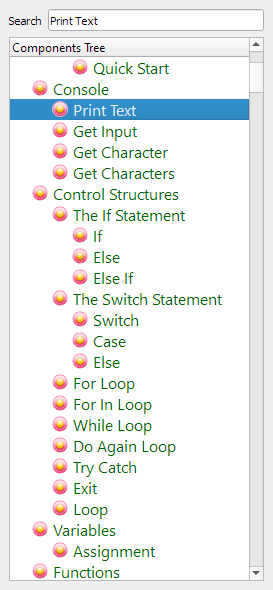 Search Print Text
Components Tree
Quick Start
Console
Print Text
Get Input
Get Character
Get Characters
Control Structures
The If Statement
If
Else
Else If
The Switch Statement
Switch
Case
Else
For Loop
For In Loop
While Loop
Do Again Loop
Try Catch
Exit
Loop
Variables
Assignment
Functions